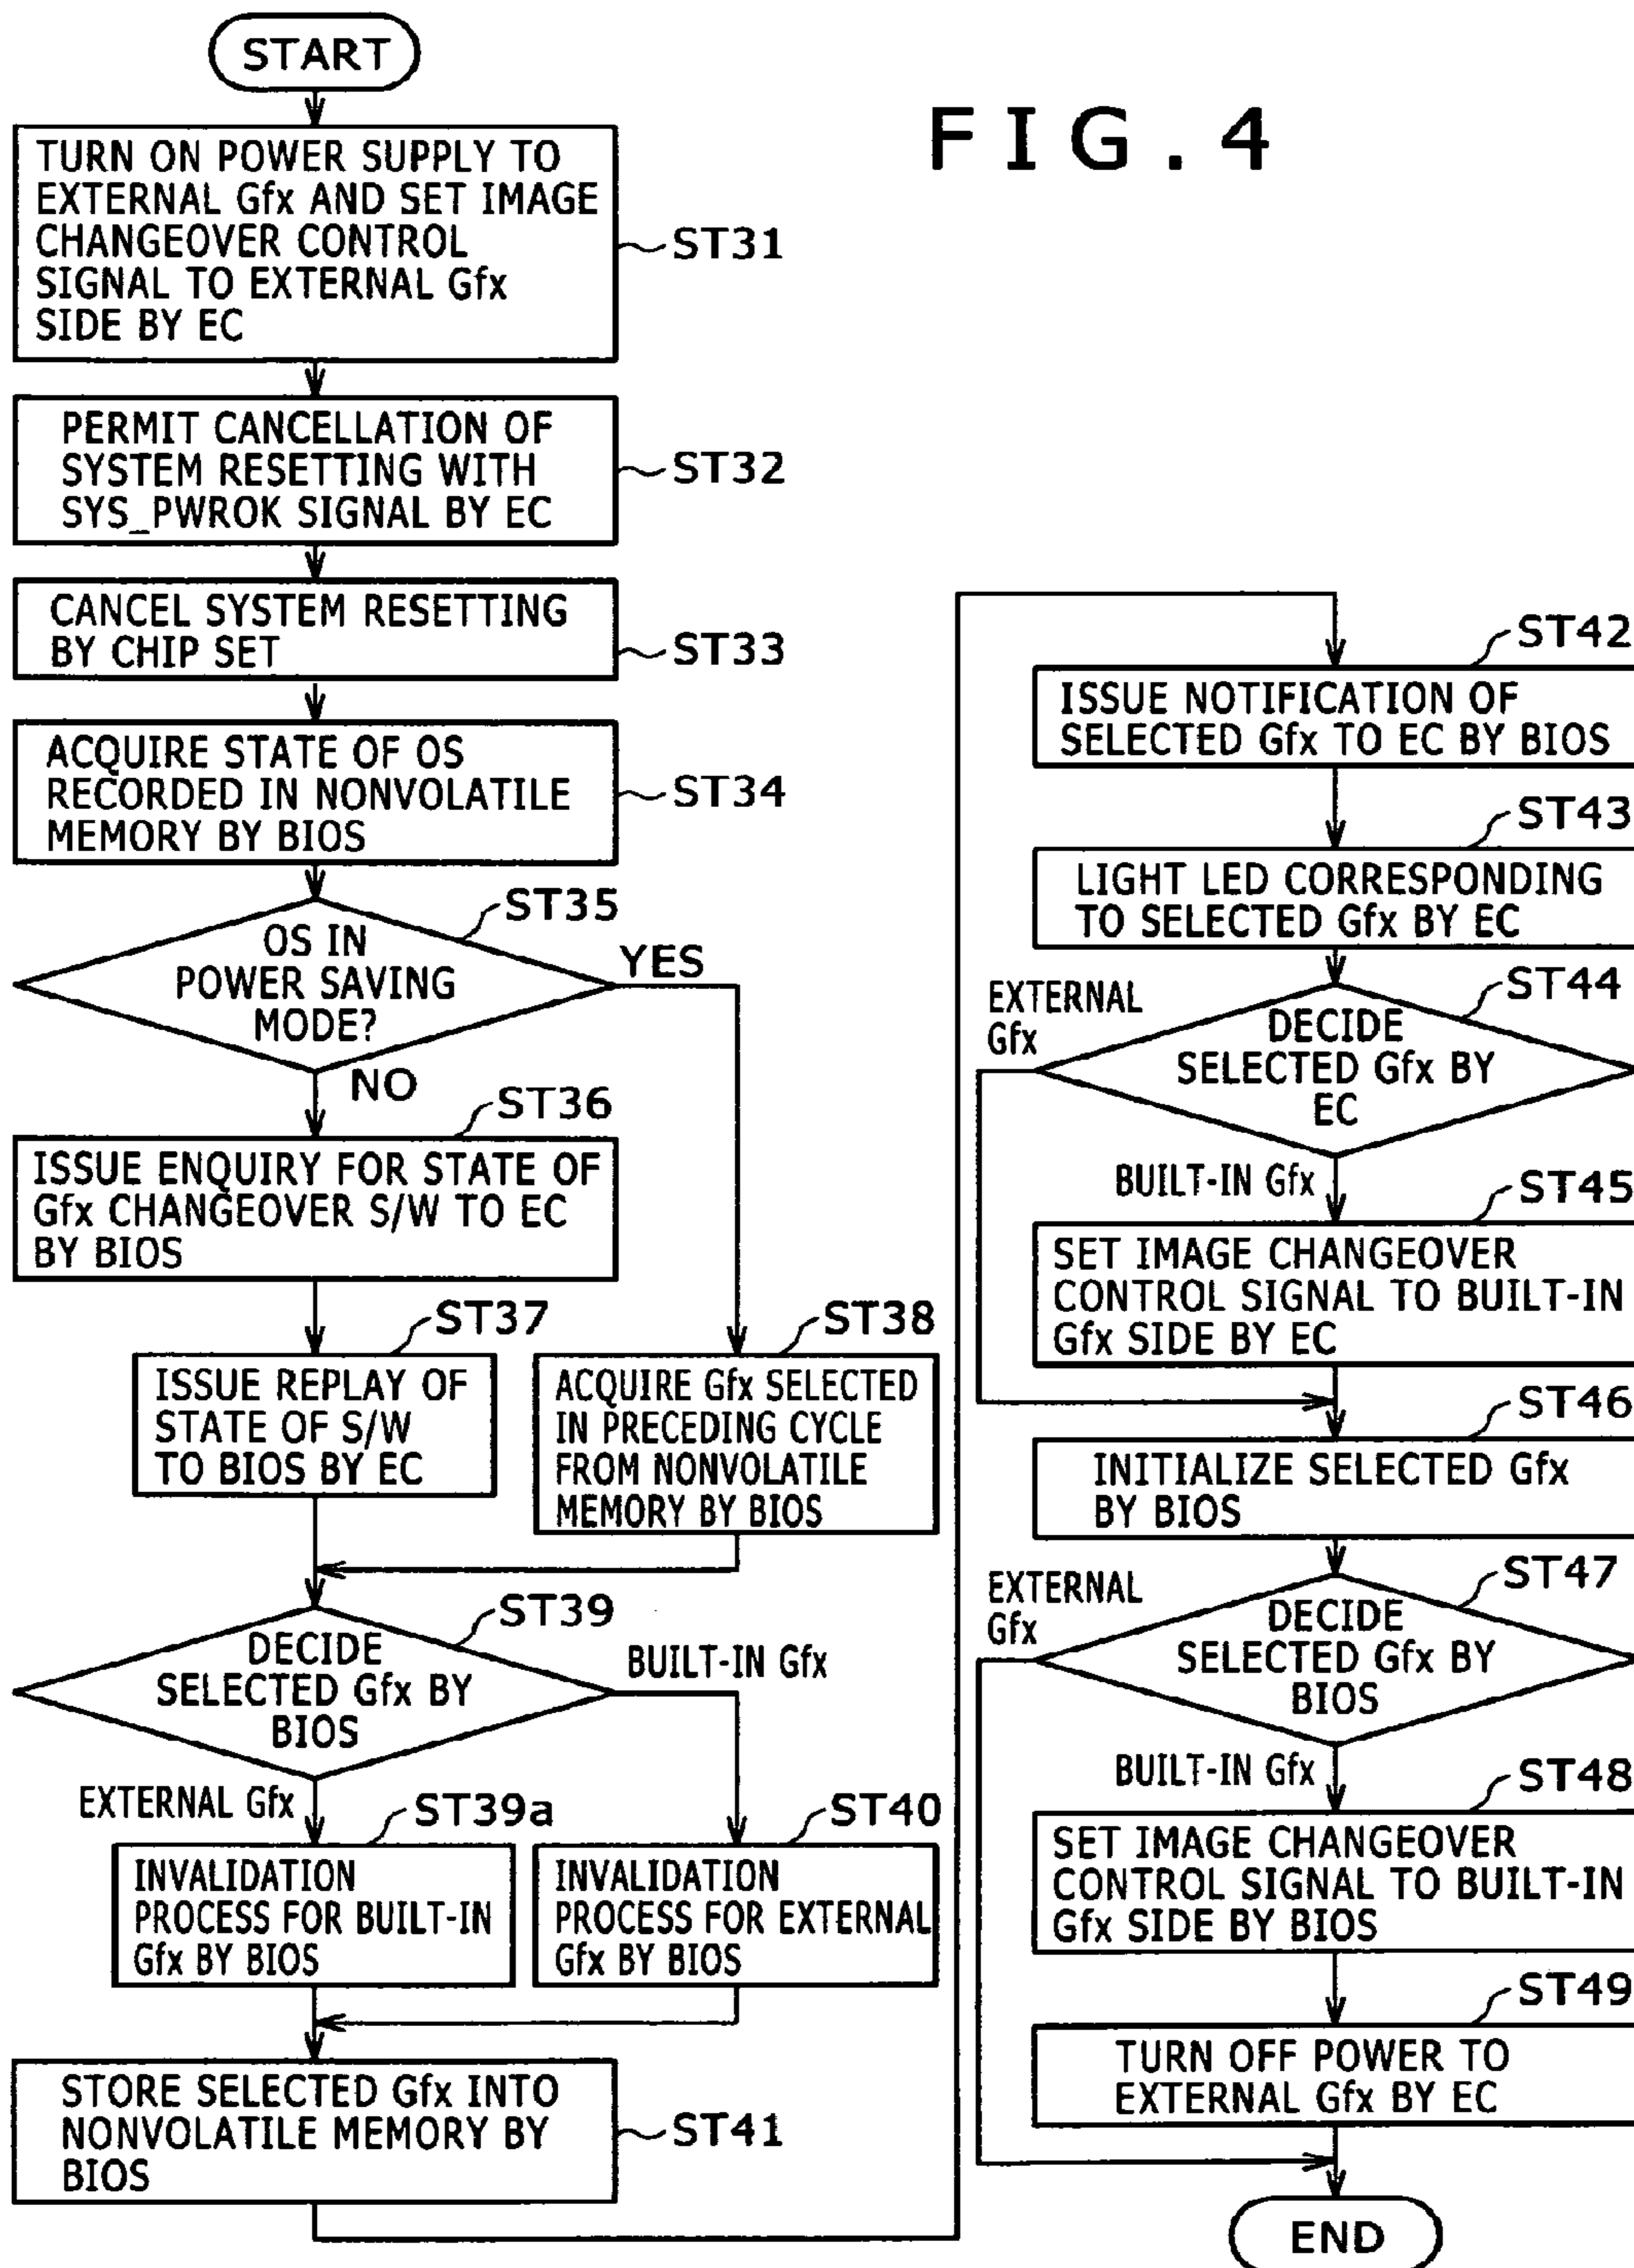 START
FIG.4
TURN ON POWER SUPPLY TO
EXTERNAL Gfx AND SET IMAGE
CHANGEOVER CONTROL
SIGNAL TO EXTERNAL Gfx
SIDE BY EC
ST31
PERMIT CANCELLATION OF
SYSTEM RESETTING WITH
SYS_PWROK SIGNAL BY EC
ST32
CANCEL SYSTEM RESETTING
BY CHIP SET
ST33
ACQUIRE STATE OF OS
RECORDED IN NONVOLATILE
MEMORY BY BIOS
ST34
ST35
OS IN
POWER SAVING
MODE?
YES
NO
ST36
ISSUE ENQUIRY FOR STATE OF
Gfx CHANGEOVER S/W TO EC
BY BIOS
ST37
ISSUE REPLAY OF
STATE OF S/W
TO BIOS BY EC
ST38
ACQUIRE Gfx SELECTED
IN PRECEDING CYCLE
FROM NONVOLATILE
MEMORY BY BIOS
ST39
DECIDE
SELECTED Gfx BY
BIOS
BUILT-IN Gfx
EXTERNAL Gfx
ST39a
INVALIDATION
PROCESS FOR BUILT-IN
Gfx BY BIOS
ST40
INVALIDATION
PROCESS FOR EXTERNAL
Gfx BY BIOS
STORE SELECTED Gfx INTO
NONVOLATILE MEMORY BY
BIOS
ST41
ST42
ISSUE NOTIFICATION OF
SELECTED Gfx TO EC BY BIOS
ST43
LIGHT LED CORRESPONDING
TO SELECTED Gfx BY EC
ST44
EXTERNAL
Gfx
DECIDE
SELECTED Gfx BY
EC
BUILT-IN Gfx
ST45
SET IMAGE CHANGEOVER
CONTROL SIGNAL TO BUILT-IN
Gfx SIDE BY EC
ST46
INITIALIZE SELECTED Gfx
BY BIOS
ST47
EXTERNAL
Gfx
DECIDE
SELECTED Gfx BY
BIOS
BUILT-IN Gfx
ST48
SET IMAGE CHANGEOVER
CONTROL SIGNAL TO BUILT-IN
Gfx SIDE BY BIOS
ST49
TURN OFF POWER TO
EXTERNAL Gfx BY EC
END